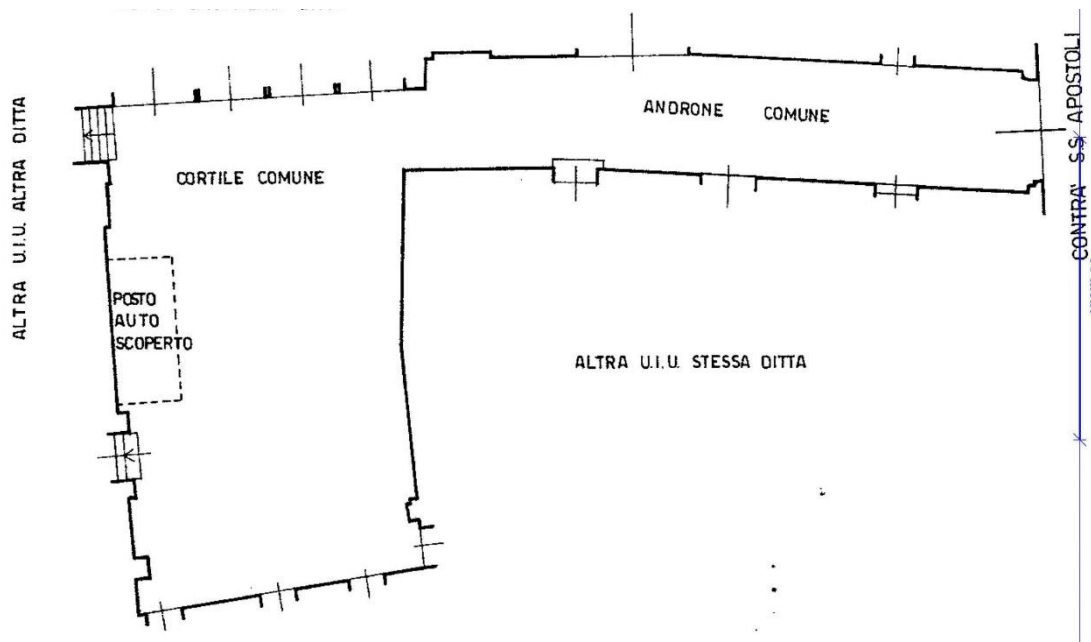 ANDRONE COMUNE
CORTILE COMUNE
ALTRA U.I.U. ALTRA DITTA
POSTO
AUTO
SCOPERTO
ALTRA U.I.U. STESSA DITTA
CONTRA' S.S. APOSTOLI